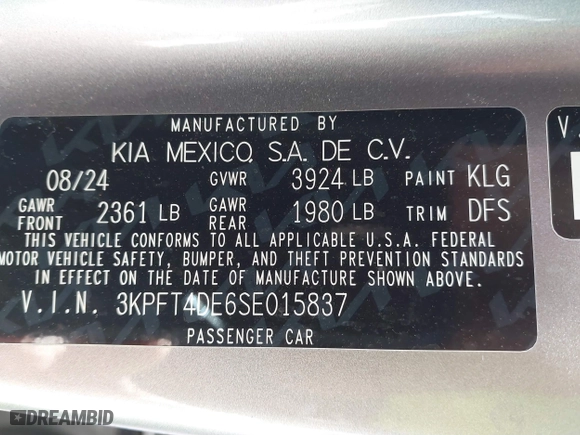 MANUFACTURED BY
KIA MEXICO, S.A. DE C.V.
08/24 GVWR 3924 LB PAINT KLG
GAWR FRONT 2361 LB GAWR REAR 1980 LB TRIM DFS
THIS VEHICLE CONFORMS TO ALL APPLICABLE U.S.A. FEDERAL
MOTOR VEHICLE SAFETY, BUMPER, AND THEFT PREVENTION STANDARDS
IN EFFECT ON THE DATE OF MANUFACTURE SHOWN ABOVE.
V.I.N. 3KPFT4DE6SE015837
PASSENGER CAR
V.
DREAMBID